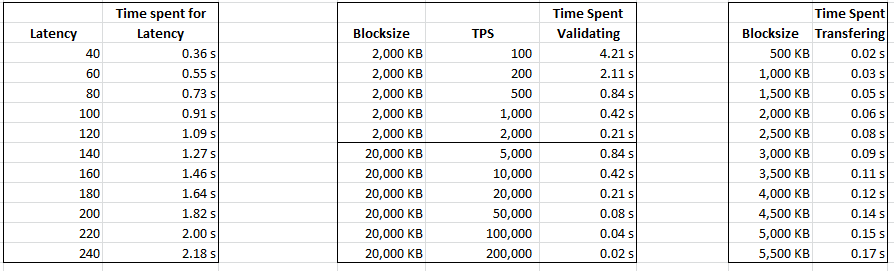 Time spent for Time Spent Time Spent
Latency Latency Blocksize TPS Validating Blocksize Transfering
40 0.36 s 2,000 KB 100 4.21 s 500 KB 0.02 s
60 0.55 s 2,000 KB 200 2.11 s 1,000 KB 0.03 s
80 0.73 s 2,000 KB 500 0.84 s 1,500 KB 0.05 s
100 0.91 s 2,000 KB 1,000 0.42 s 2,000 KB 0.06 s
120 1.09 s 2,000 KB 2,000 0.21 s 2,500 KB 0.08 s
140 1.27 s 20,000 KB 5,000 0.84 s 3,000 KB 0.09 s
160 1.46 s 20,000 KB 10,000 0.42 s 3,500 KB 0.11 s
180 1.64 s 20,000 KB 20,000 0.21 s 4,000 KB 0.12 s
200 1.82 s 20,000 KB 50,000 0.08 s 4,500 KB 0.14 s
220 2.00 s 20,000 KB 100,000 0.04 s 5,000 KB 0.15 s
240 2.18 s 20,000 KB 200,000 0.02 s 5,500 KB 0.17 s